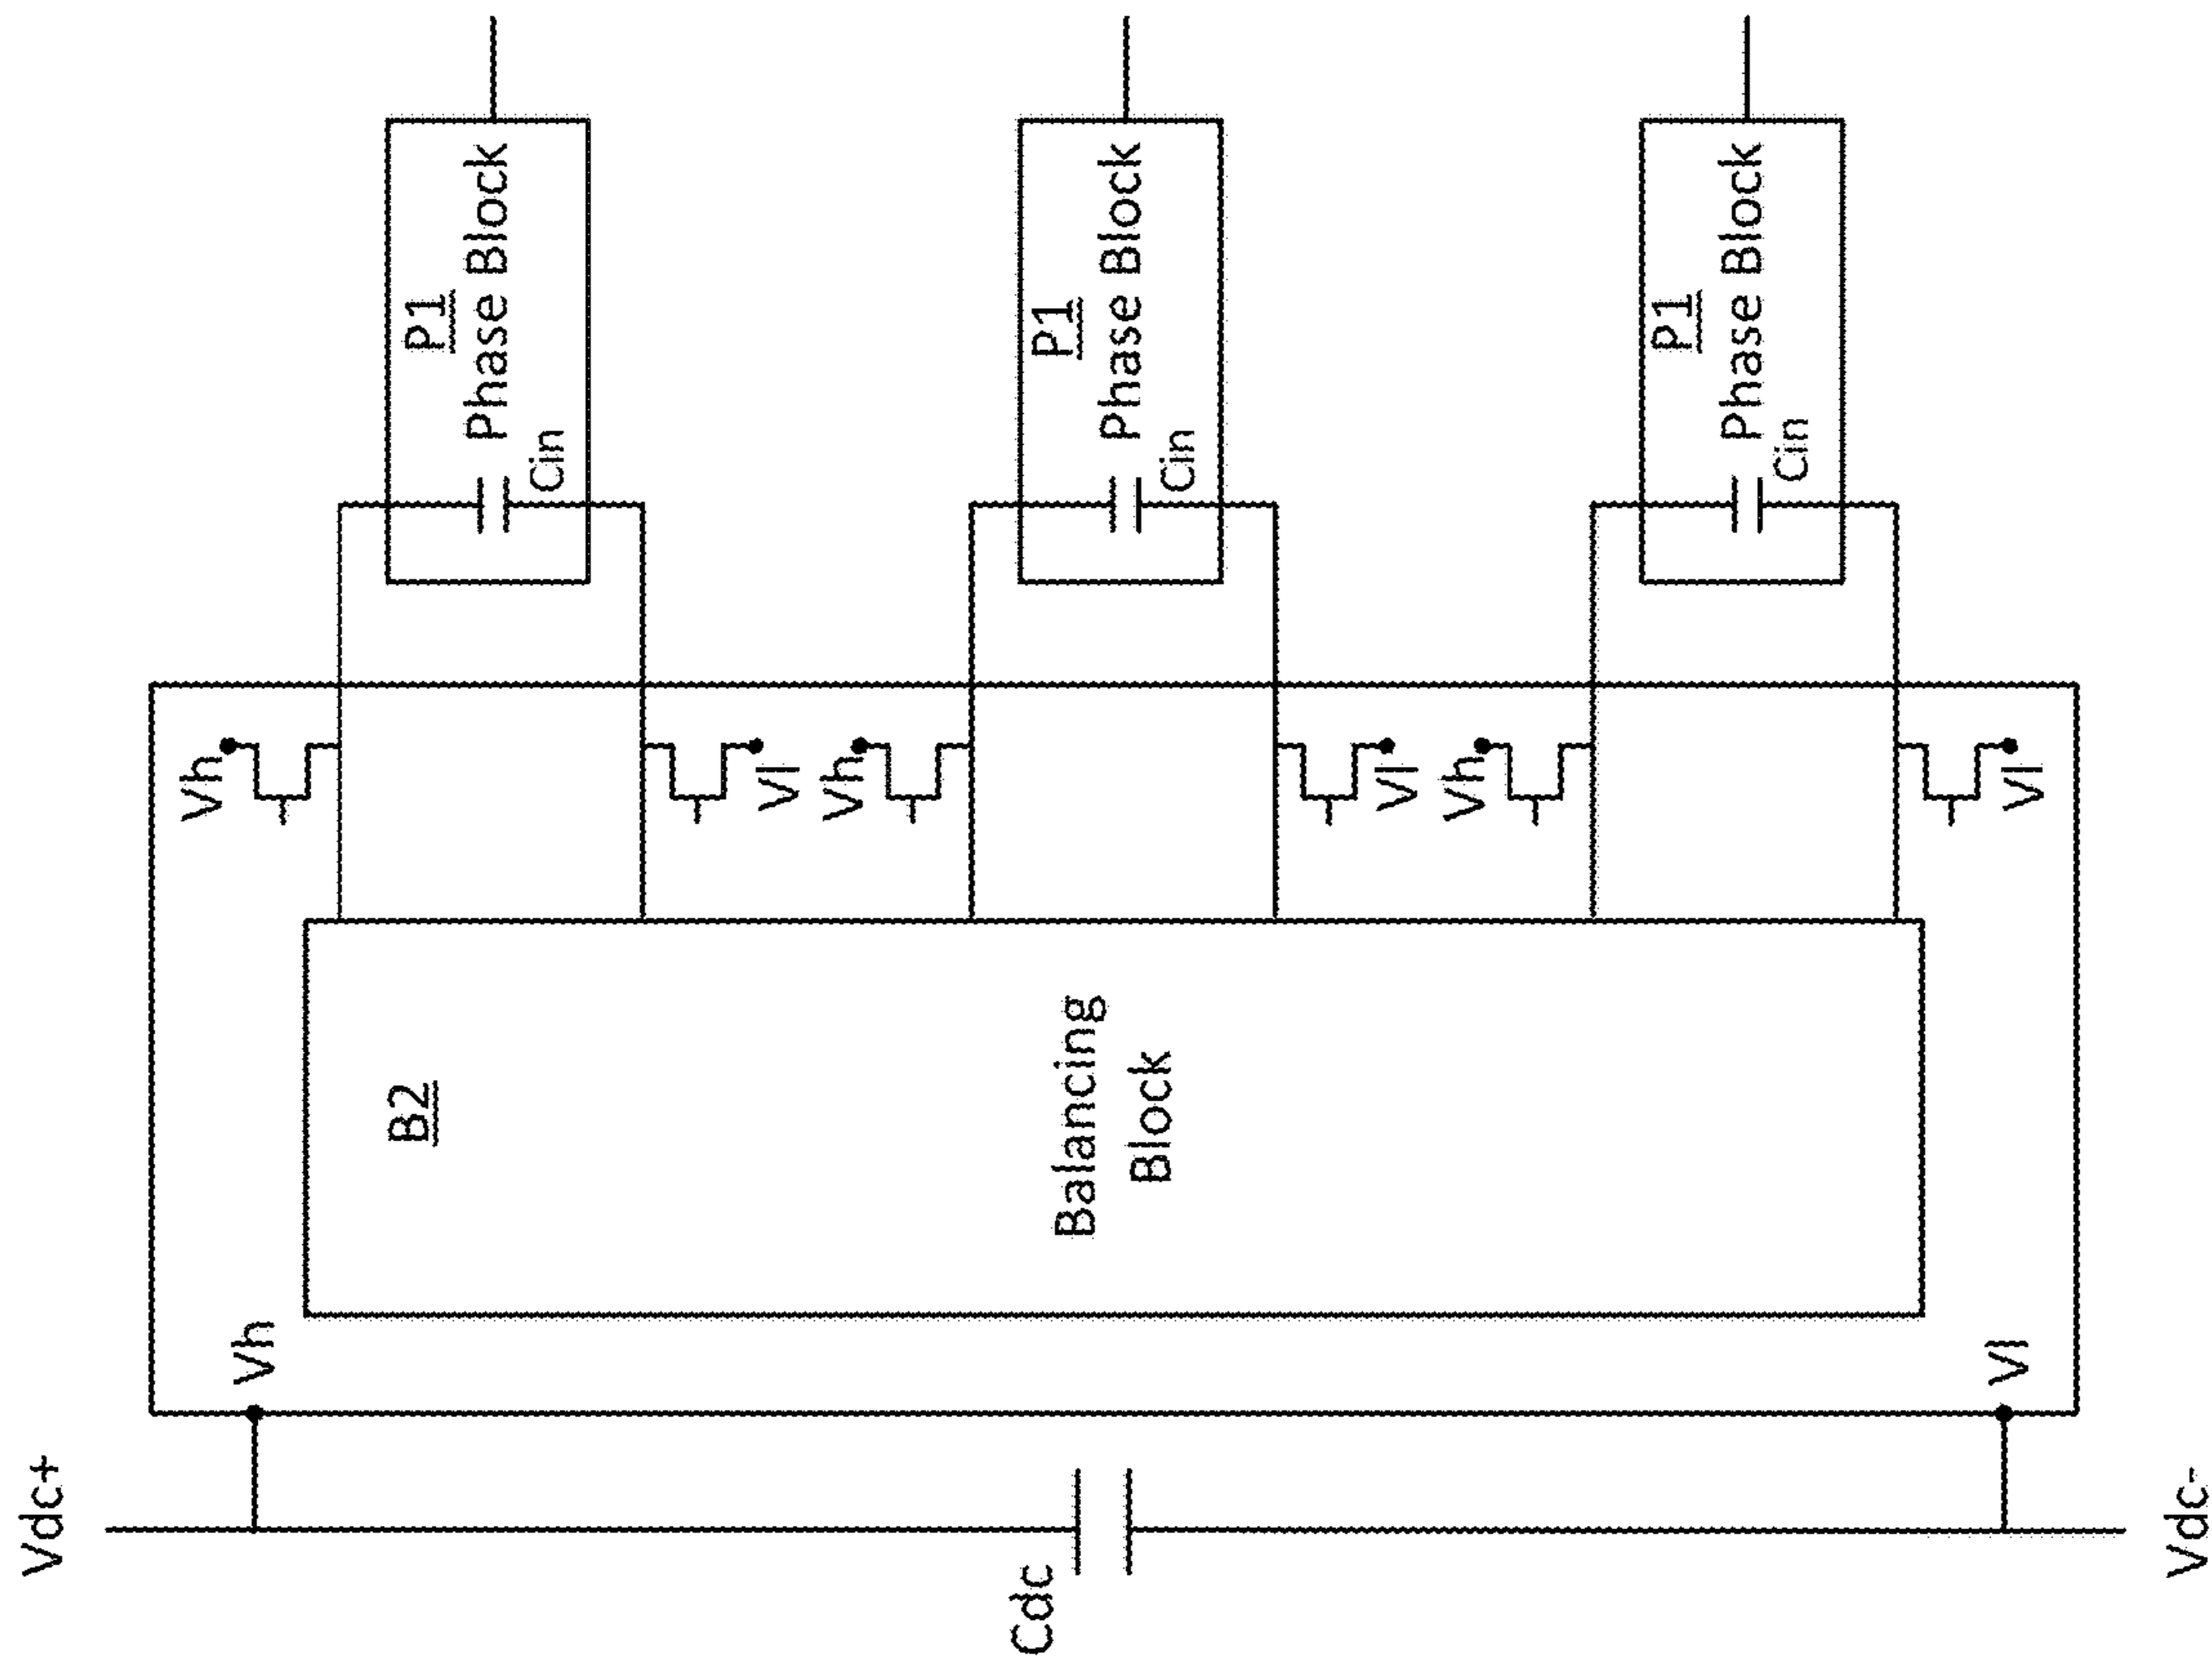 Vdc+
Cdc
Vdc-
Vh
Vl
B2
Balancing
Block
Vh
Vl
Vh
Vl
Vh
Vl
P1
Phase Block
Cin
P1
Phase Block
Cin
P1
Phase Block
Cin